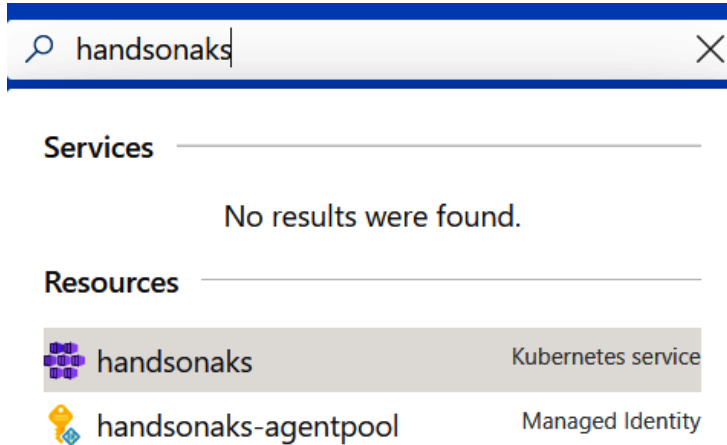 handsonaks
Services
No results were found.
Resources
handsonaks Kubernetes service
handsonaks-agentpool Managed Identity